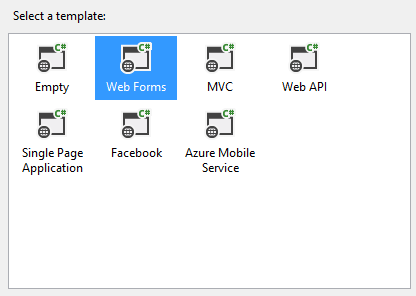 Select a template:
C# C# C# C#
Empty Web Forms MVC Web API
C# C# C#
Single Page Facebook Azure Mobile
Application Service